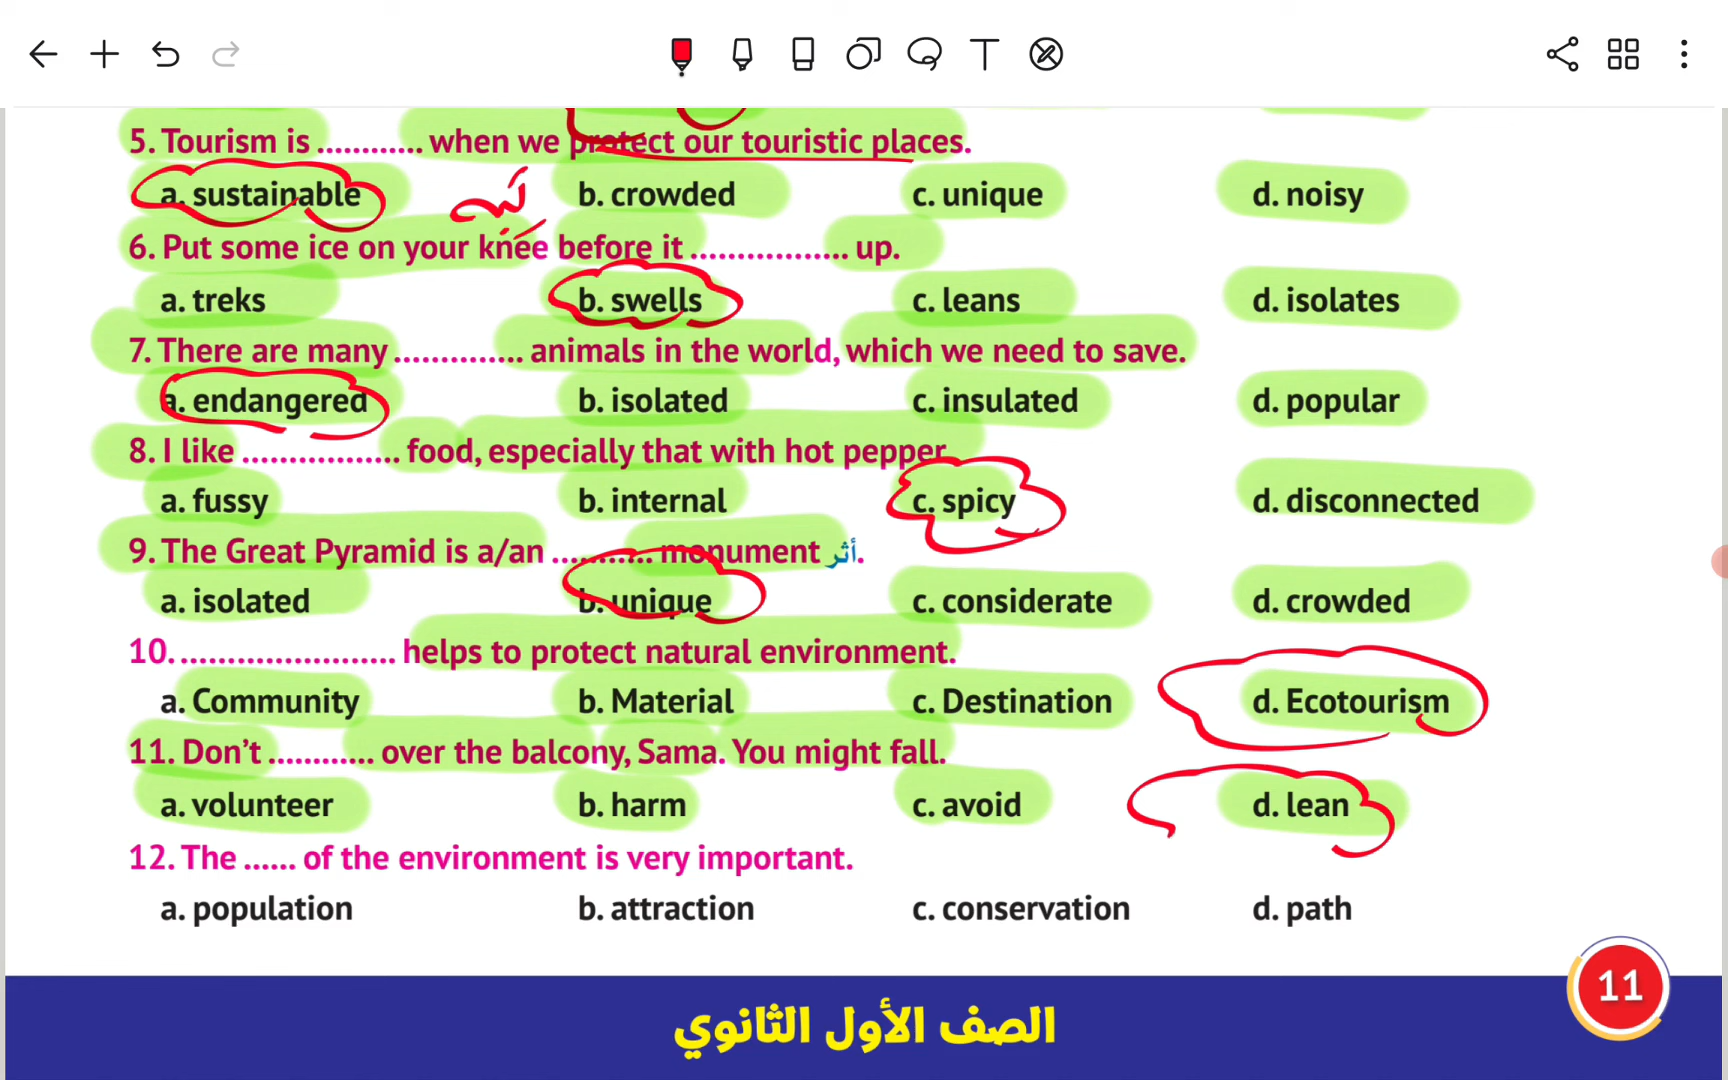 5. Tourism is ............ when we protect our touristic places.
a. sustainable b. crowded c. unique d. noisy
6. Put some ice on your knee before it ................. up.
a. treks b. swells c. leans d. isolates
7. There are many .............. animals in the world, which we need to save.
a. endangered b. isolated c. insulated d. popular
8. I like ................. food, especially that with hot pepper.
a. fussy b. internal c. spicy d. disconnected
9. The Great Pyramid is a/an ........... monument أثر.
a. isolated b. unique c. considerate d. crowded
10. ........................ helps to protect natural environment.
a. Community b. Material c. Destination d. Ecotourism
11. Don't ............ over the balcony, Sama. You might fall.
a. volunteer b. harm c. avoid d. lean
12. The ...... of the environment is very important.
a. population b. attraction c. conservation d. path
11
الصف الأول الثانوي